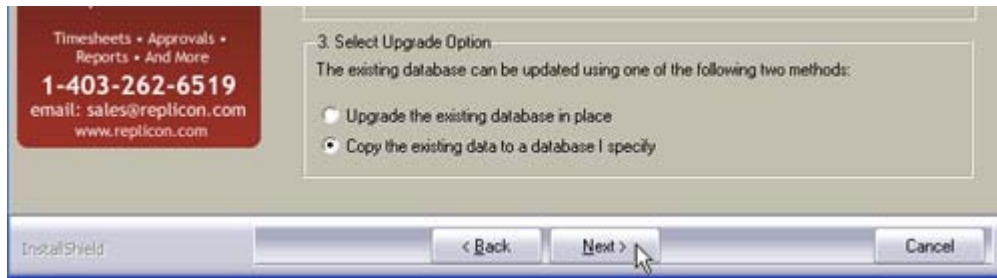 Timesheets • Approvals •
Reports • And More
1-403-262-6519
email: sales@replicon.com
www.replicon.com
3. Select Upgrade Option
The existing database can be updated using one of the following two methods:
Upgrade the existing database in place
Copy the existing data to a database I specify
InstallShield
< Back
Next >
Cancel